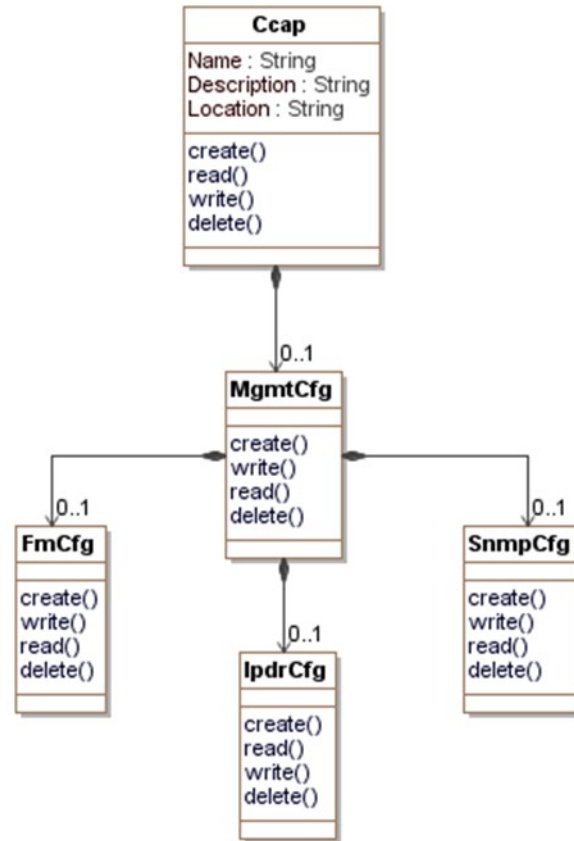 Ccap
Name : String
Description : String
Location : String
create()
read()
write()
delete()
0..1
MgmtCfg
create()
write()
read()
delete()
0..1
FmCfg
create()
write()
read()
delete()
0..1
IpdrCfg
create()
read()
write()
delete()
0..1
SnmpCfg
create()
write()
read()
delete()